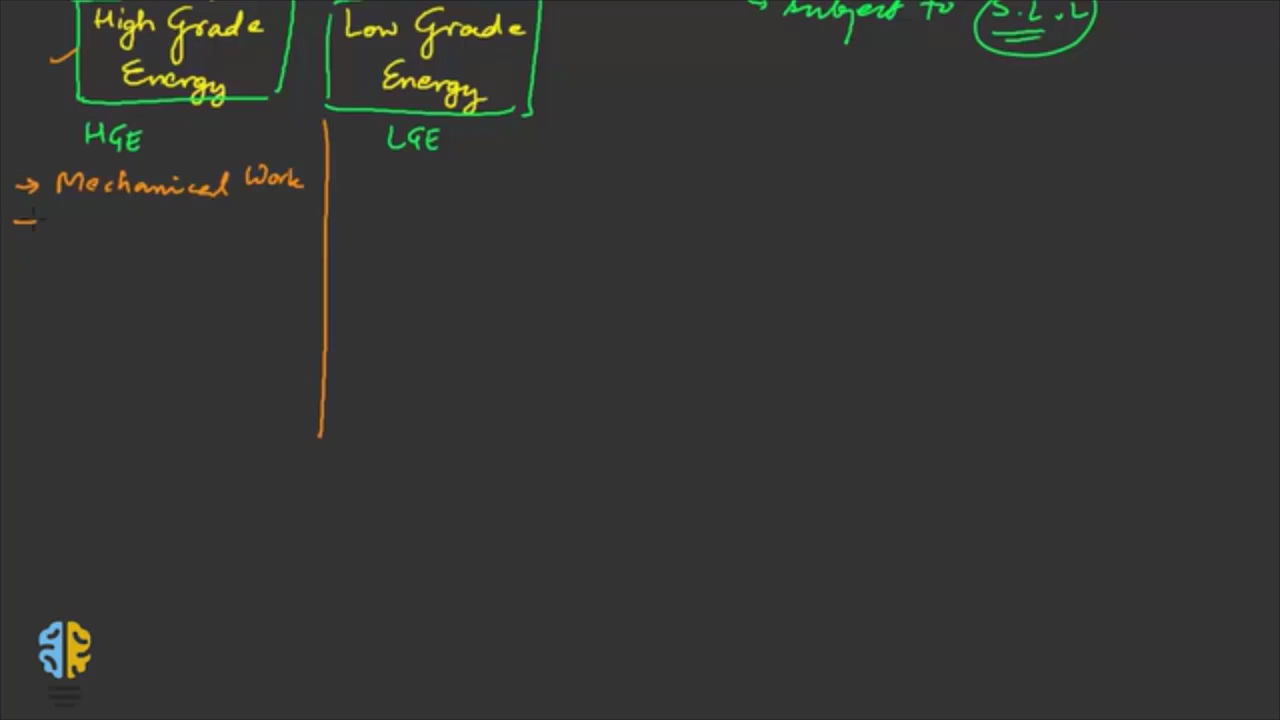 High Grade
Energy
Low Grade
Energy
→ subject to S.L.L
HGE
LGE
→ Mechanical Work